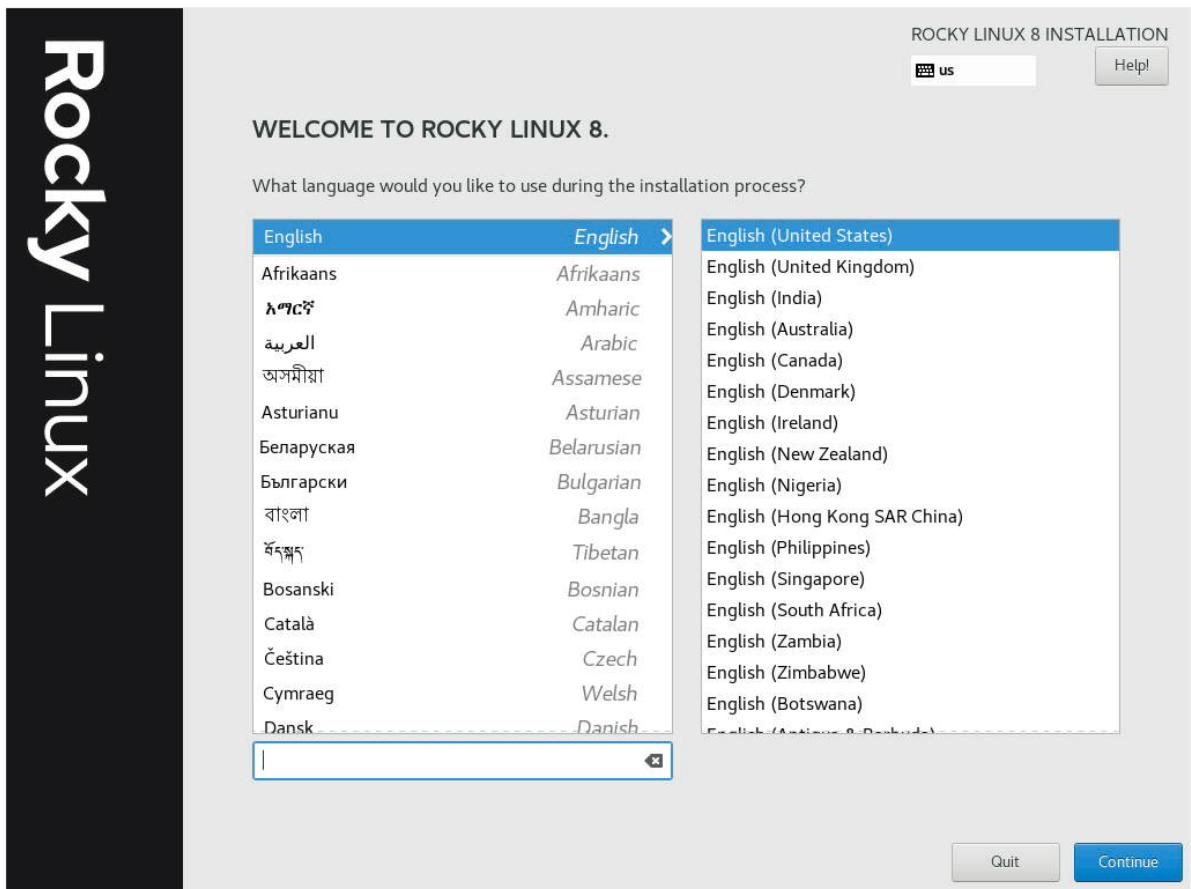 Rocky Linux
ROCKY LINUX 8 INSTALLATION
us
Help!
WELCOME TO ROCKY LINUX 8.
What language would you like to use during the installation process?
English English
Afrikaans Afrikaans
አማርኛ Amharic
العربية Arabic
অসমীয়া Assamese
Asturianu Asturian
Беларуская Belarusian
Български Bulgarian
বাংলা Bangla
བོད་སྐད་ Tibetan
Bosanski Bosnian
Català Catalan
Čeština Czech
Cymraeg Welsh
Dansk Danish
English (United States)
English (United Kingdom)
English (India)
English (Australia)
English (Canada)
English (Denmark)
English (Ireland)
English (New Zealand)
English (Nigeria)
English (Hong Kong SAR China)
English (Philippines)
English (Singapore)
English (South Africa)
English (Zambia)
English (Zimbabwe)
English (Botswana)
English (Antigua & Barbuda)
Quit
Continue